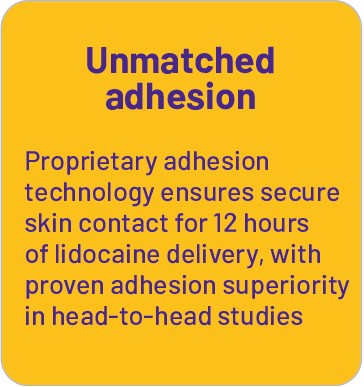 Unmatched
adhesion
Proprietary adhesion
technology ensures secure
skin contact for 12 hours
of lidocaine delivery, with
proven adhesion superiority
in head-to-head studies